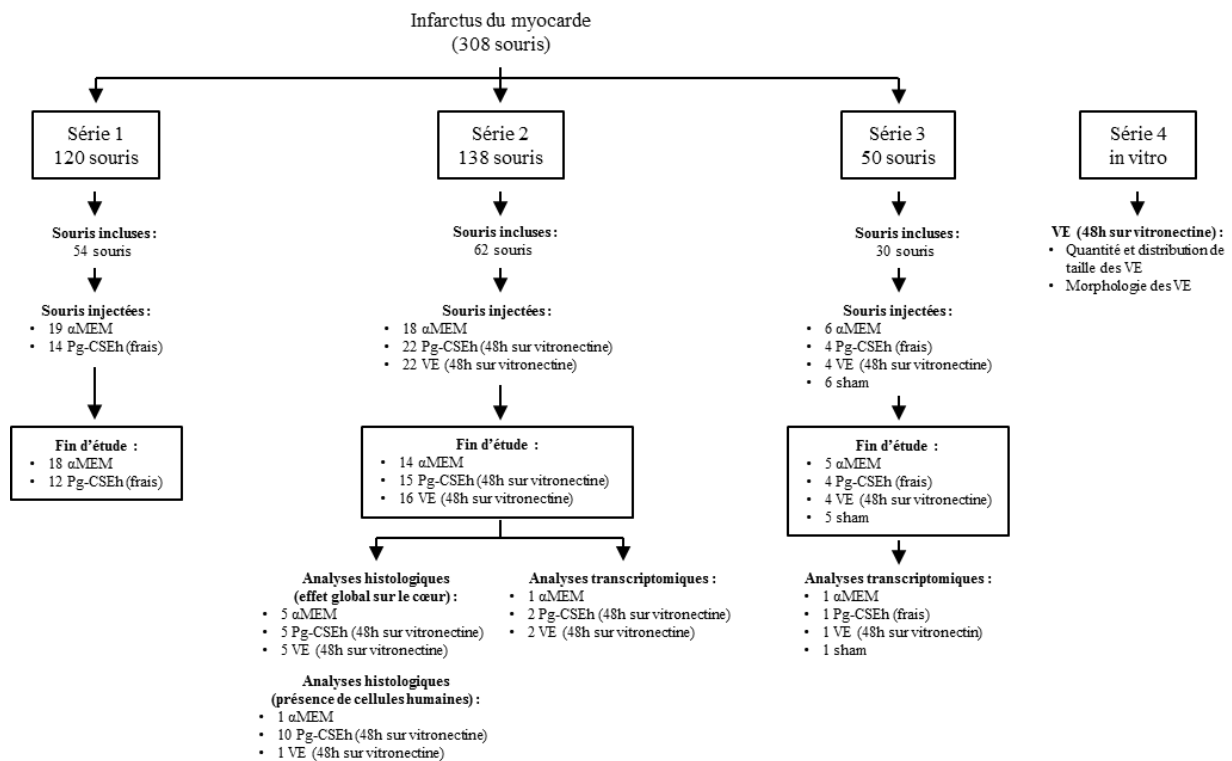 Infarctus du myocarde
(308 souris)
Série 1
120 souris
Souris incluses :
54 souris
Souris injectées :
• 19 αMEM
• 14 Pg-CSEh (frais)
Fin d’étude :
• 18 αMEM
• 12 Pg-CSEh (frais)
Série 2
138 souris
Souris incluses :
62 souris
Souris injectées :
• 18 αMEM
• 22 Pg-CSEh (48h sur vitronectine)
• 22 VE (48h sur vitronectine)
Fin d’étude :
• 14 αMEM
• 15 Pg-CSEh (48h sur vitronectine)
• 16 VE (48h sur vitronectine)
Analyses histologiques
(effet global sur le cœur) :
• 5 αMEM
• 5 Pg-CSEh (48h sur vitronectine)
• 5 VE (48h sur vitronectine)
Analyses histologiques
(présence de cellules humaines) :
• 1 αMEM
• 10 Pg-CSEh (48h sur vitronectine)
• 1 VE (48h sur vitronectine)
Analyses transcriptomiques :
• 1 αMEM
• 2 Pg-CSEh (48h sur vitronectine)
• 2 VE (48h sur vitronectine)
Série 3
50 souris
Souris incluses :
30 souris
Souris injectées :
• 6 αMEM
• 4 Pg-CSEh (frais)
• 4 VE (48h sur vitronectine)
• 6 sham
Fin d’étude :
• 5 αMEM
• 4 Pg-CSEh (frais)
• 4 VE (48h sur vitronectine)
• 5 sham
Analyses transcriptomiques :
• 1 αMEM
• 1 Pg-CSEh (frais)
• 1 VE (48h sur vitronectin)
• 1 sham
Série 4
in vitro
VE (48h sur vitronectine) :
• Quantité et distribution de
taille des VE
• Morphologie des VE